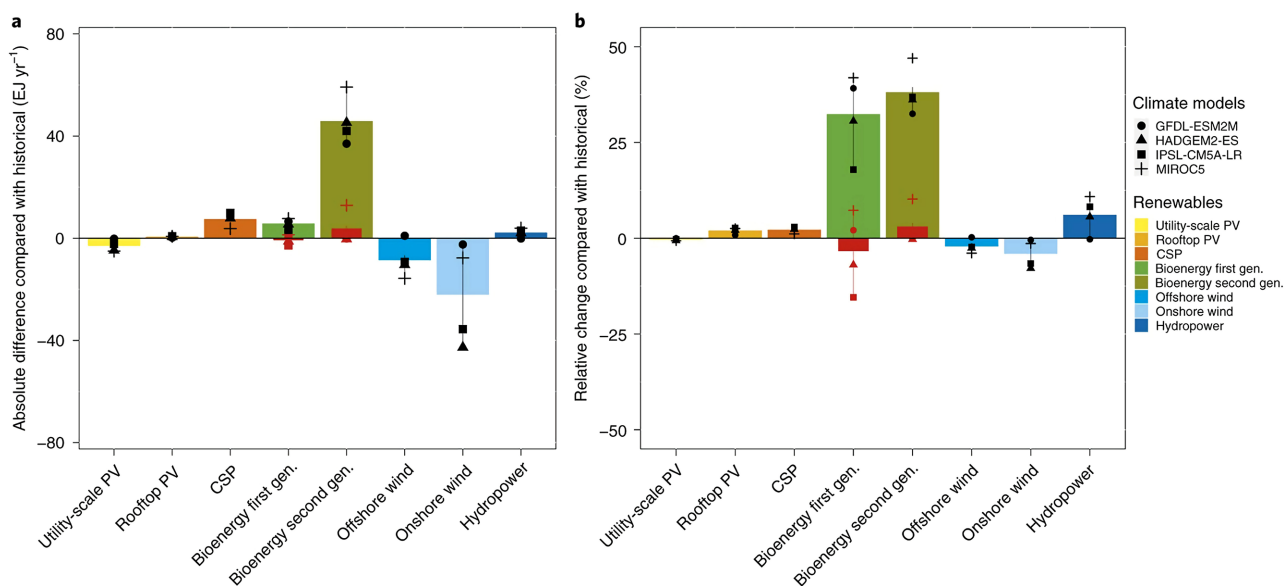 a
Absolute difference compared with historical (EJ yr⁻¹)
80
40
0
−40
−80
Utility-scale PV
Rooftop PV
CSP
Bioenergy first gen.
Bioenergy second gen.
Offshore wind
Onshore wind
Hydropower
b
Relative change compared with historical (%)
50
25
0
−25
−50
Utility-scale PV
Rooftop PV
CSP
Bioenergy first gen.
Bioenergy second gen.
Offshore wind
Onshore wind
Hydropower
Climate models
GFDL-ESM2M
HADGEM2-ES
IPSL-CM5A-LR
MIROC5
Renewables
Utility-scale PV
Rooftop PV
CSP
Bioenergy first gen.
Bioenergy second gen.
Offshore wind
Onshore wind
Hydropower